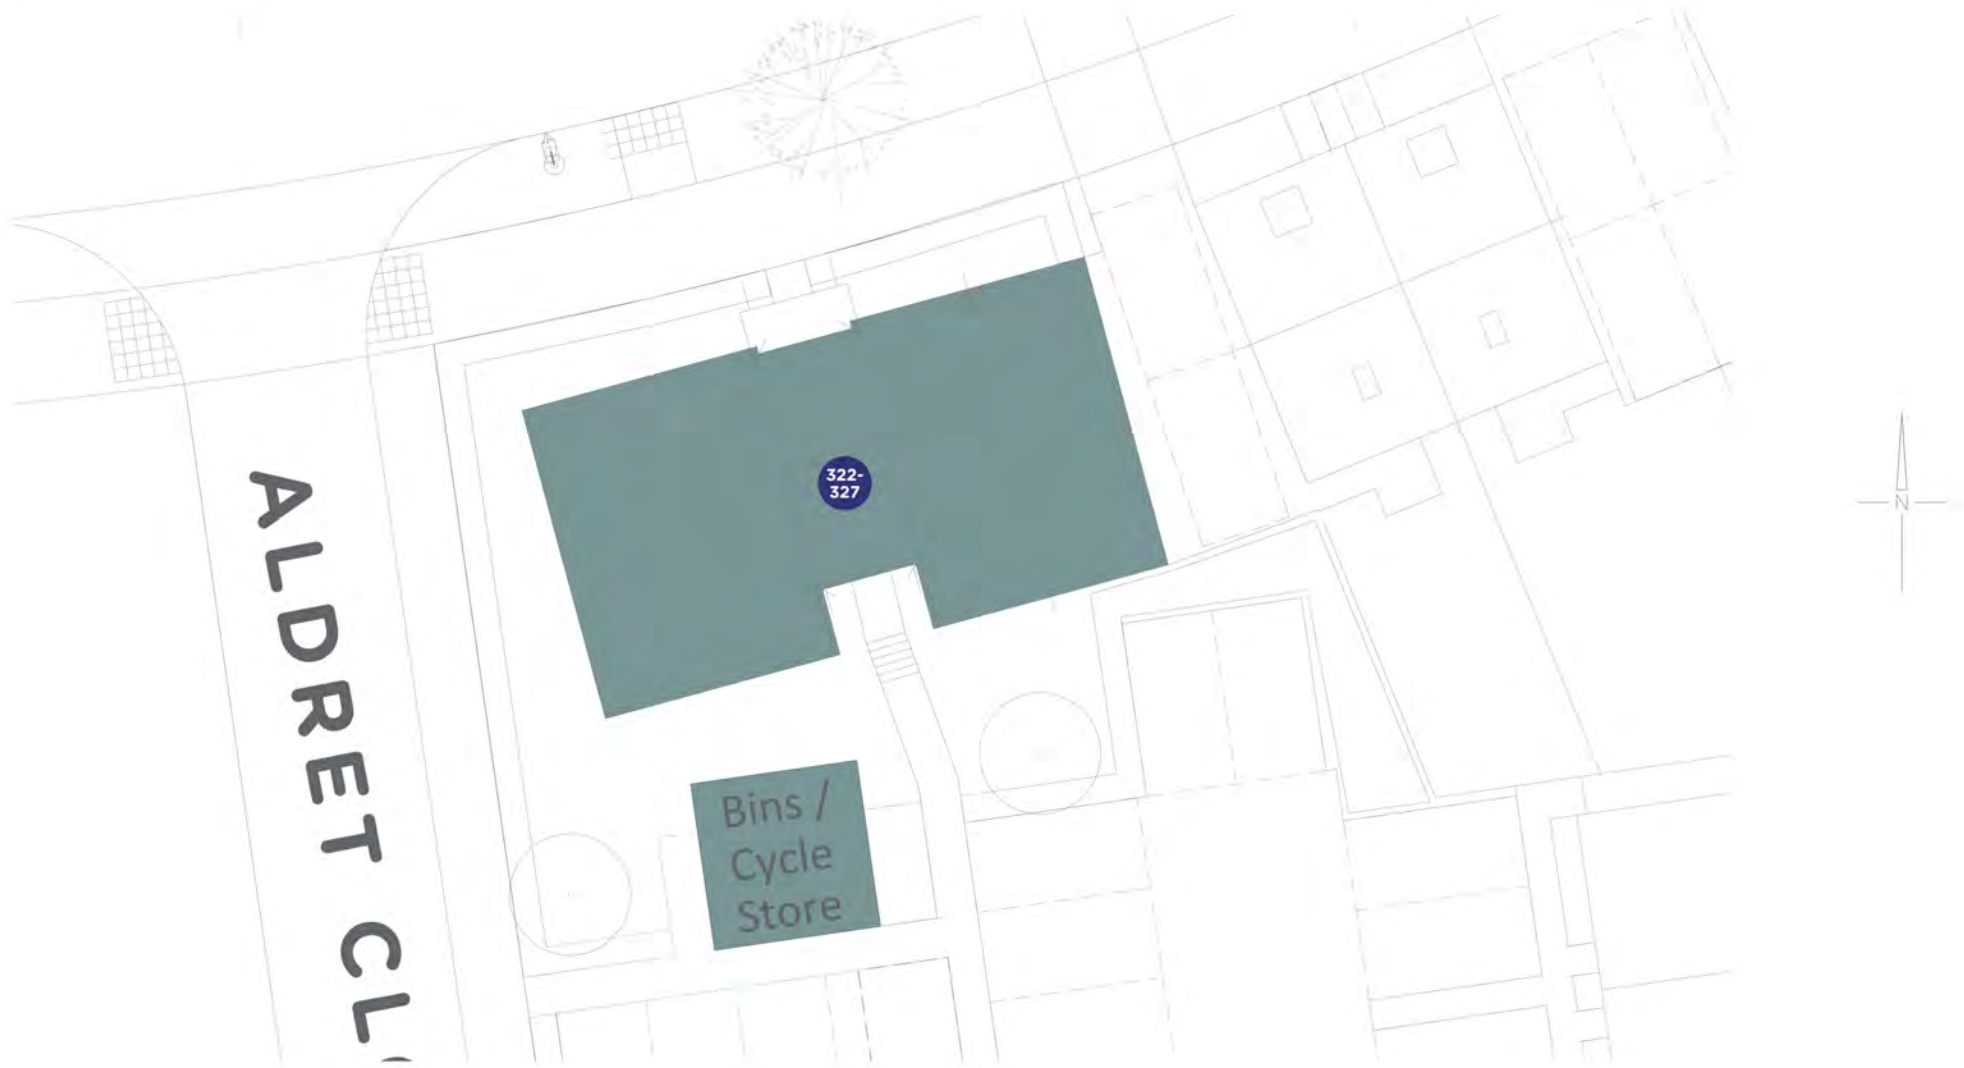 322-
327
ALDRET CL
Bins /
Cycle
Store
N